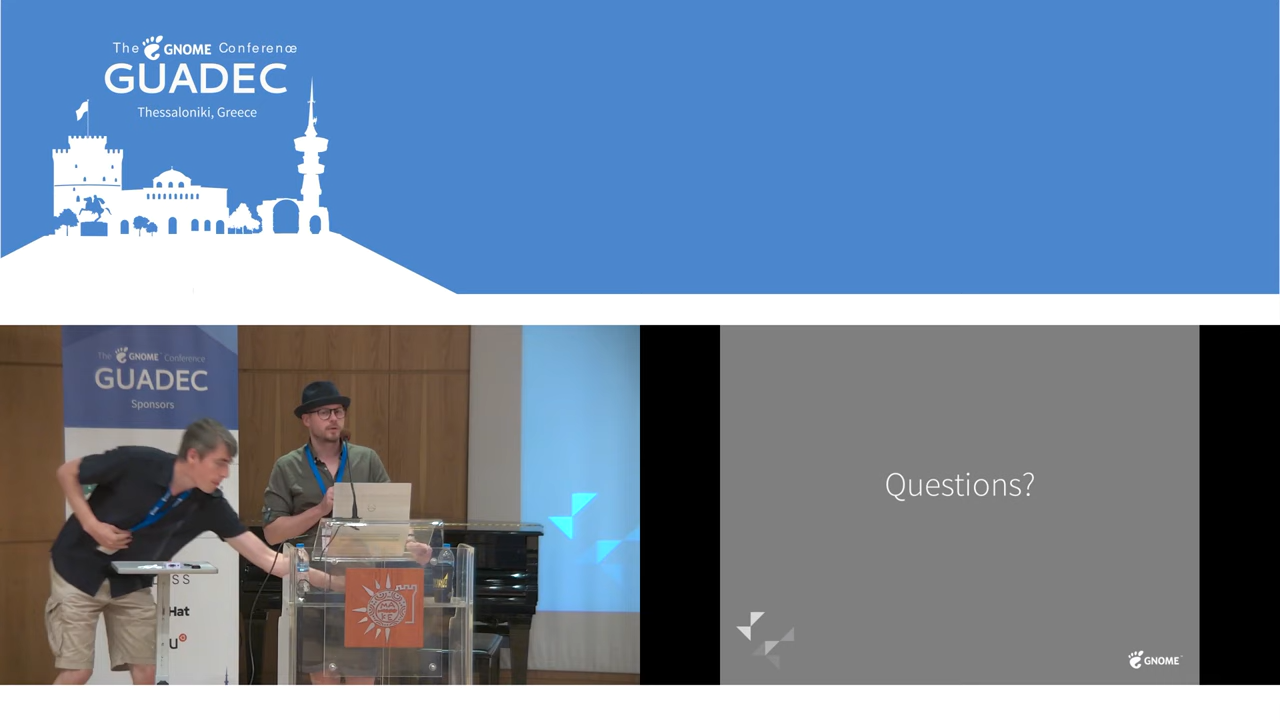 The GNOME Conference
GUADEC
Thessaloniki, Greece
The GNOME Conference
GUADEC
Sponsors
Hat
Questions?
GNOME